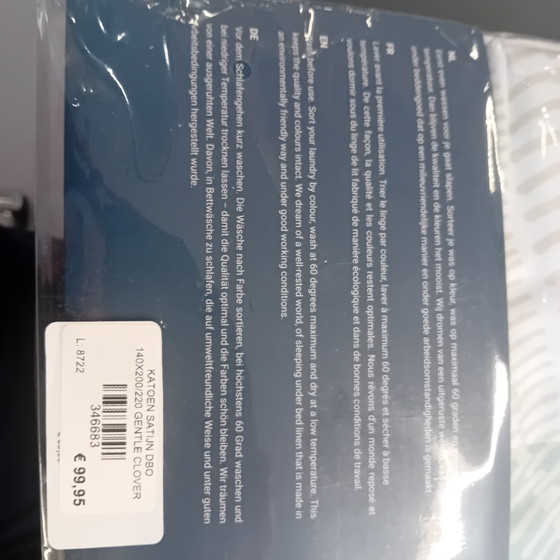 NL
Eerst even wassen voor je gaat slapen. Sorteer je was op kleur, was op maximaal 60 graden en
temperatuur. Dan blijven de kwaliteit en de kleuren het mooist. Wij dromen van een uitgeruste
onder beddengoed dat op een milieuvriendelijke manier en onder goede arbeidsomstandigheden is gemaakt.
FR
Laver avant la première utilisation. Trier le linge par couleur, laver à maximum 60 degrés et sécher à basse
température. De cette façon, la qualité et les couleurs restent optimales. Nous rêvons d'un monde reposé et
voulons dormir sous du linge de lit fabriqué de manière écologique et dans de bonnes conditions de travail.
EN
before use. Sort your laundry by colour, wash at 60 degrees maximum and dry at a low temperature. This
keeps the quality and colours intact. We dream of a well-rested world, of sleeping under bed linen that is made in
an environmentally friendly way and under good working conditions.
DE
Vor dem Schlafengehen kurz waschen. Die Wäsche nach Farbe sortieren, bei höchstens 60 Grad waschen und
bei niedriger Temperatur trocknen lassen – damit die Qualität optimal und die Farben schön bleiben. Wir träumen
von einer ausgeruhten Welt. Davon, in Bettwäsche zu schlafen, die auf umweltfreundliche Weise und unter guten
Arbeitsbedingungen hergestellt wurde.
KATOEN SATIJN DBO
140X200/220 GENTLE CLOVER
346683
L: 8722
€ 99,95